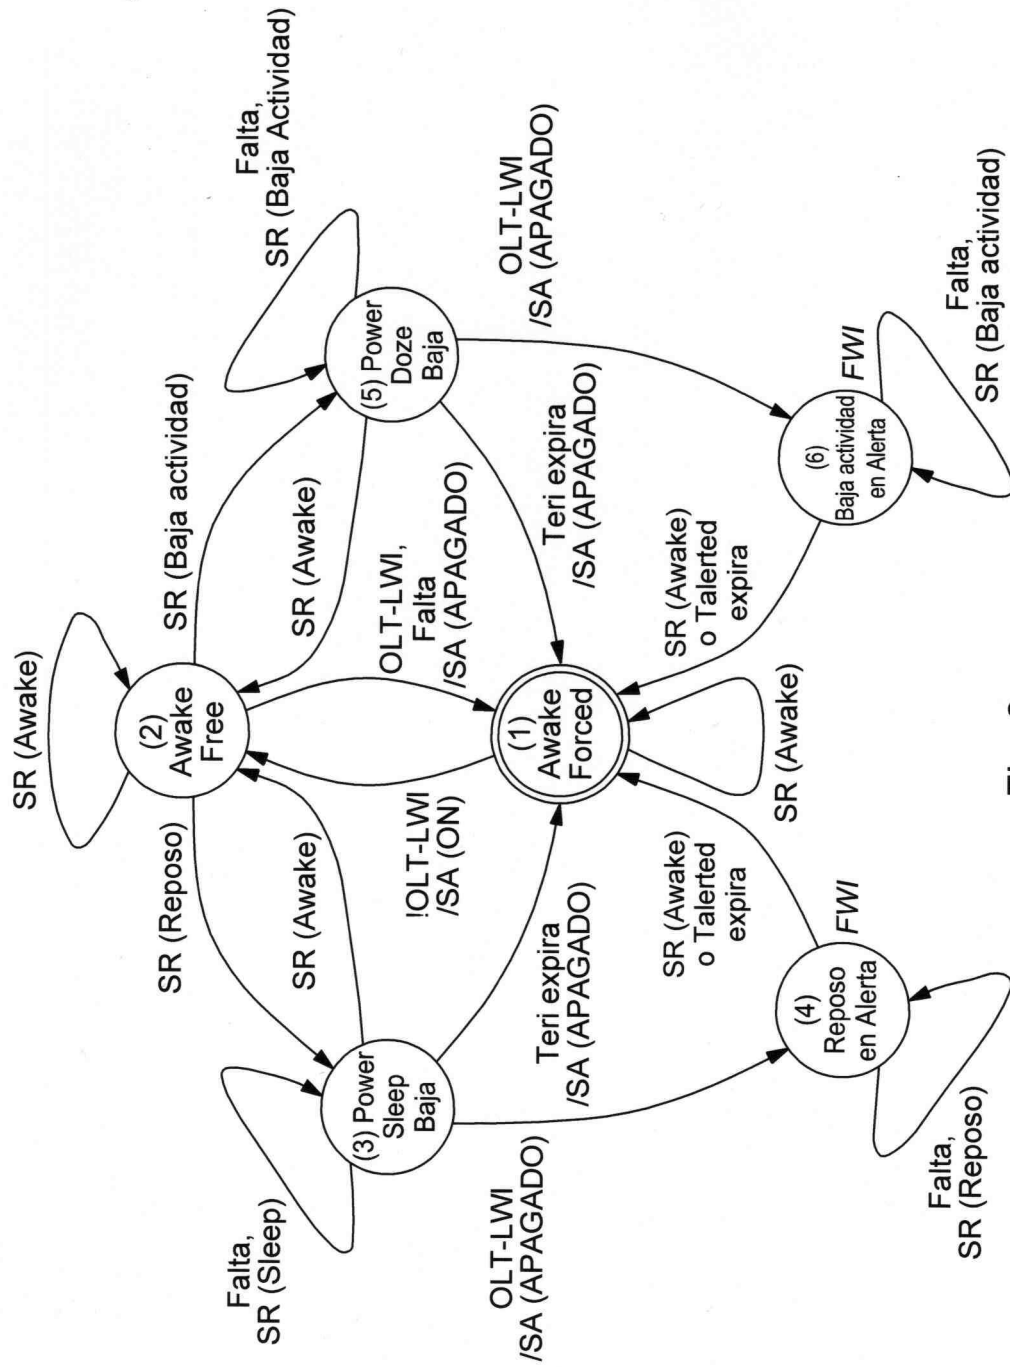 SR (Awake)
(2)
Awake
Free
SR (Reposo)
SR (Awake)
SR (Baja actividad)
SR (Awake)
Falta,
SR (Sleep)
(3) Power
Sleep
Baja
Falta,
SR (Baja Actividad)
(5) Power
Doze
Baja
!OLT-LWI
/SA (ON)
OLT-LWI,
Falta
/SA (APAGADO)
(1)
Awake
Forced
Teri expira
/SA (APAGADO)
Teri expira
/SA (APAGADO)
OLT-LWI
/SA (APAGADO)
OLT-LWI
/SA (APAGADO)
SR (Awake)
o Talerted
expira
SR (Awake)
o Talerted
expira
SR (Awake)
(4)
Reposo
en Alerta
FWI
(6)
Baja actividad
en Alerta
FWI
Falta,
SR (Reposo)
Falta,
SR (Baja actividad)